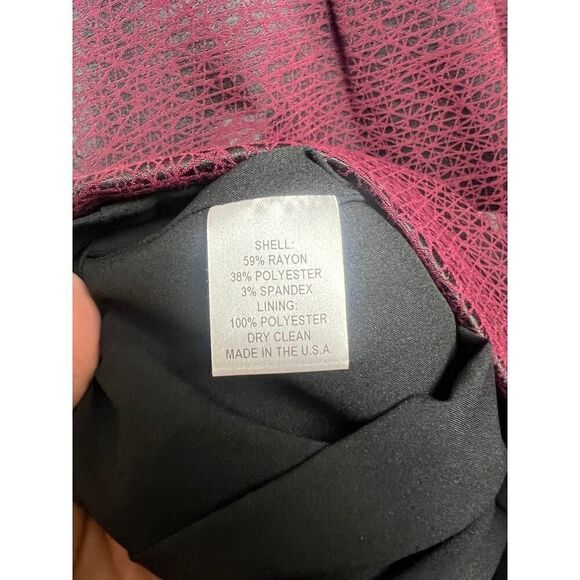 SHELL:
59% RAYON
38% POLYESTER
3% SPANDEX
LINING:
100% POLYESTER
DRY CLEAN
MADE IN THE U.S.A.